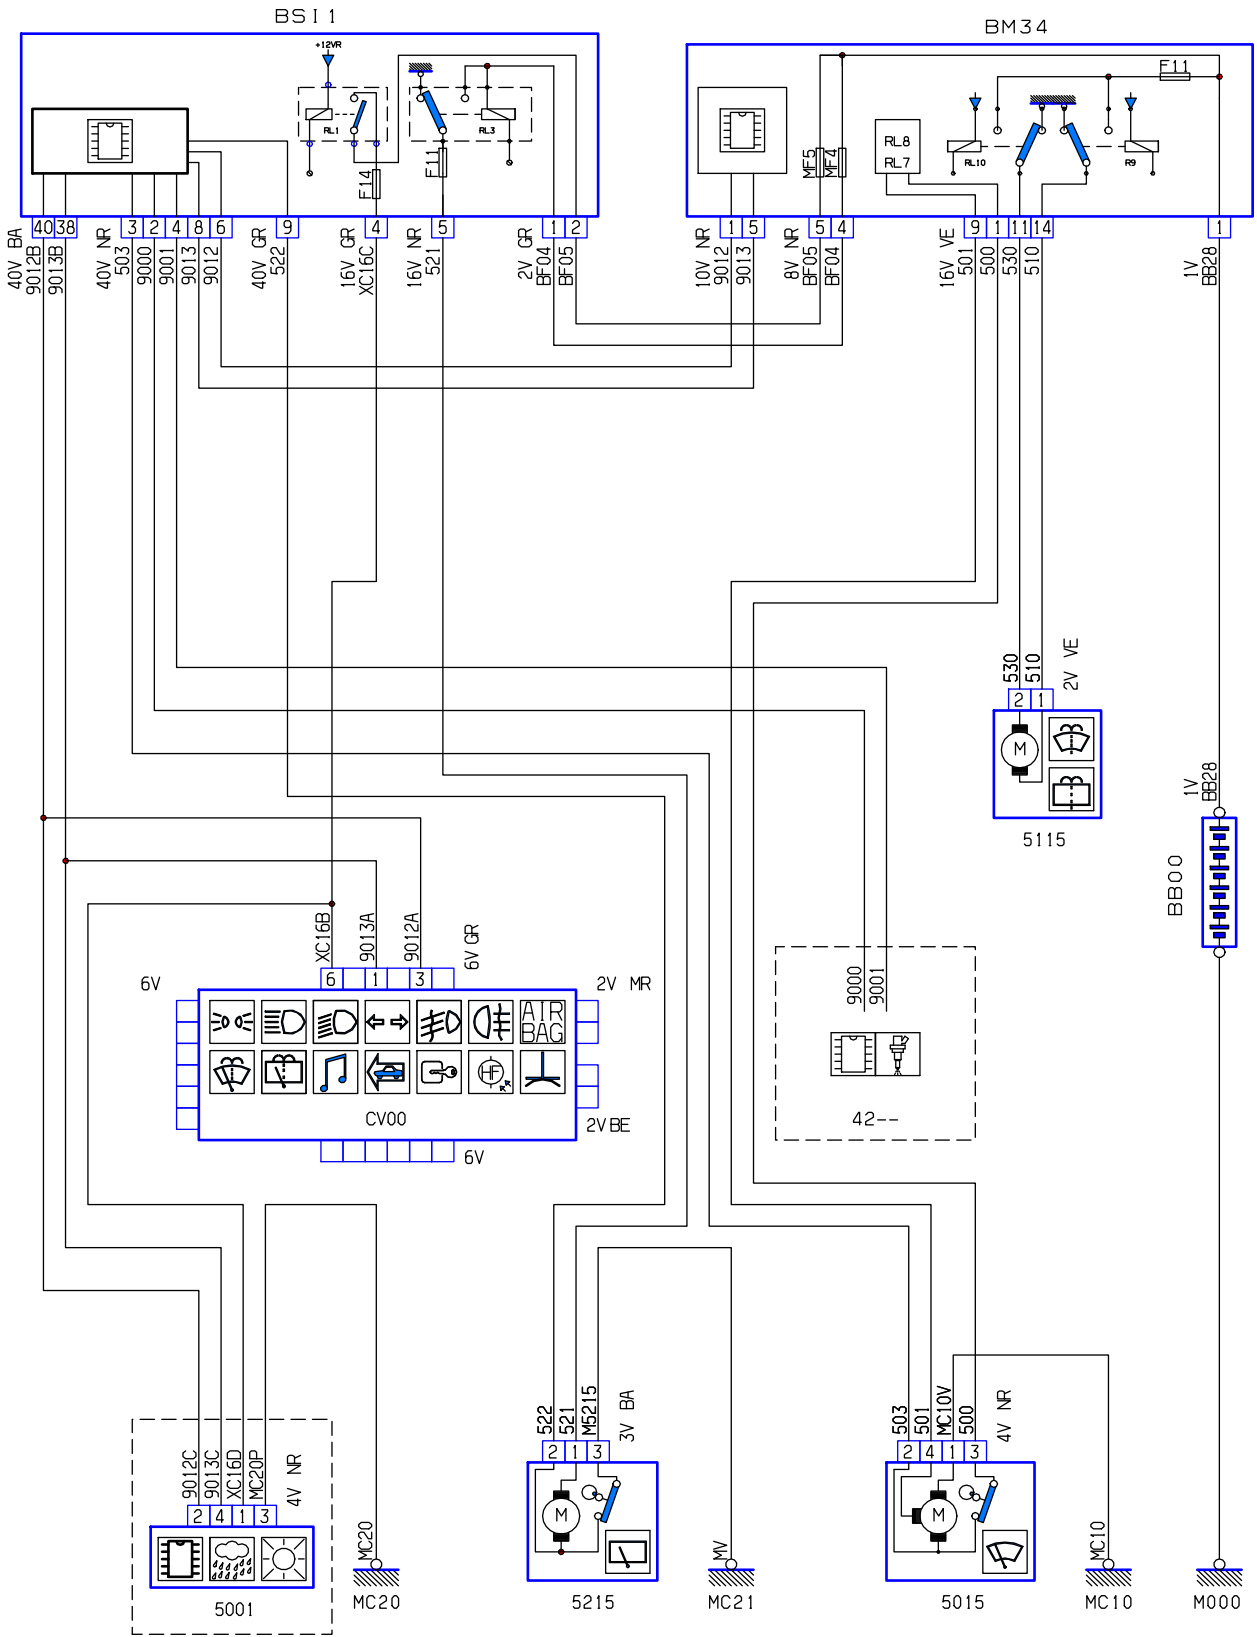 BSI1
BM34
+12VR
RL1
RL3
F14
F11
MF5
MF4
RL8
RL7
RL10
R9
F11
40 38
3 2 4 8 6
9
4
5
1 2
1 5
5 4
9 1 11 14
1
40V BA
9012B
9013B
40V NR
503
9000
9001
9013
9012
40V GR
522
16V GR
XC16C
16V NR
521
2V GR
BF04
BF05
10V NR
9012
9013
8V NR
BF05
BF04
16V VE
501
500
530
510
1V
BB28
530
510
2V VE
2 1
M
5115
1V
BB28
BB00
XC16B
9013A
9012A
6V GR
6 1 3
6V
2V MR
AIR
BAG
HF
CV00
2V BE
6V
9000
9001
42--
9012C
9013C
XC16D
MC20P
4V NR
2 4 1 3
5001
MC20
MC20
522
521
M5215
3V BA
2 1 3
M
5215
MV
MC21
503
501
MC10V
500
4V NR
2 4 1 3
M
5015
MC10
MC10
M000